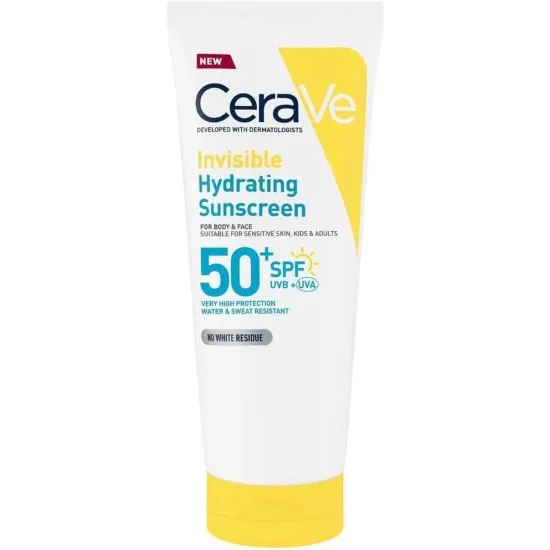 NEW
CeraVe
DEVELOPED WITH DERMATOLOGISTS
Invisible
Hydrating
Sunscreen
FOR BODY & FACE
SUITABLE FOR SENSITIVE SKIN, KIDS & ADULTS
50+ SPF
UVB + UVA
VERY HIGH PROTECTION
WATER & SWEAT RESISTANT
NO WHITE RESIDUE